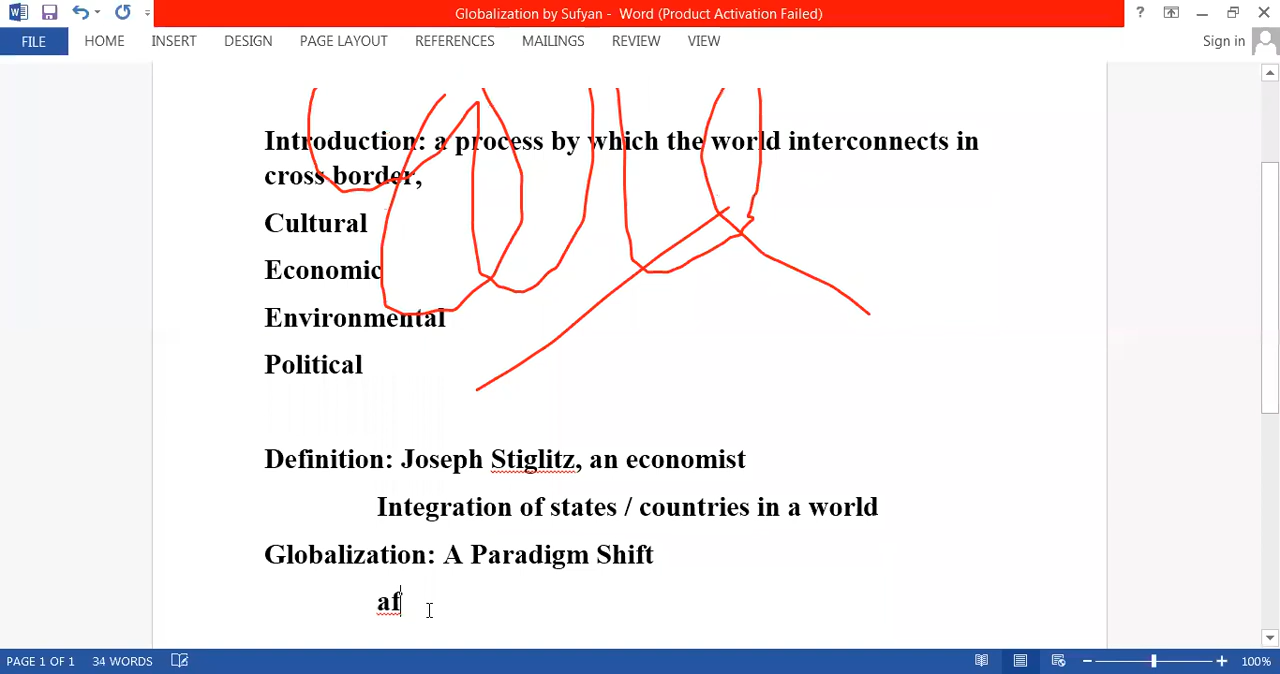 Globalization by Sufyan - Word (Product Activation Failed)
?
FILE HOME INSERT DESIGN PAGE LAYOUT REFERENCES MAILINGS REVIEW VIEW Sign in
Introduction: a process by which the world interconnects in
cross border,
Cultural
Economic
Environmental
Political
Definition: Joseph Stiglitz, an economist
Integration of states / countries in a world
Globalization: A Paradigm Shift
af
PAGE 1 OF 1 34 WORDS 100%